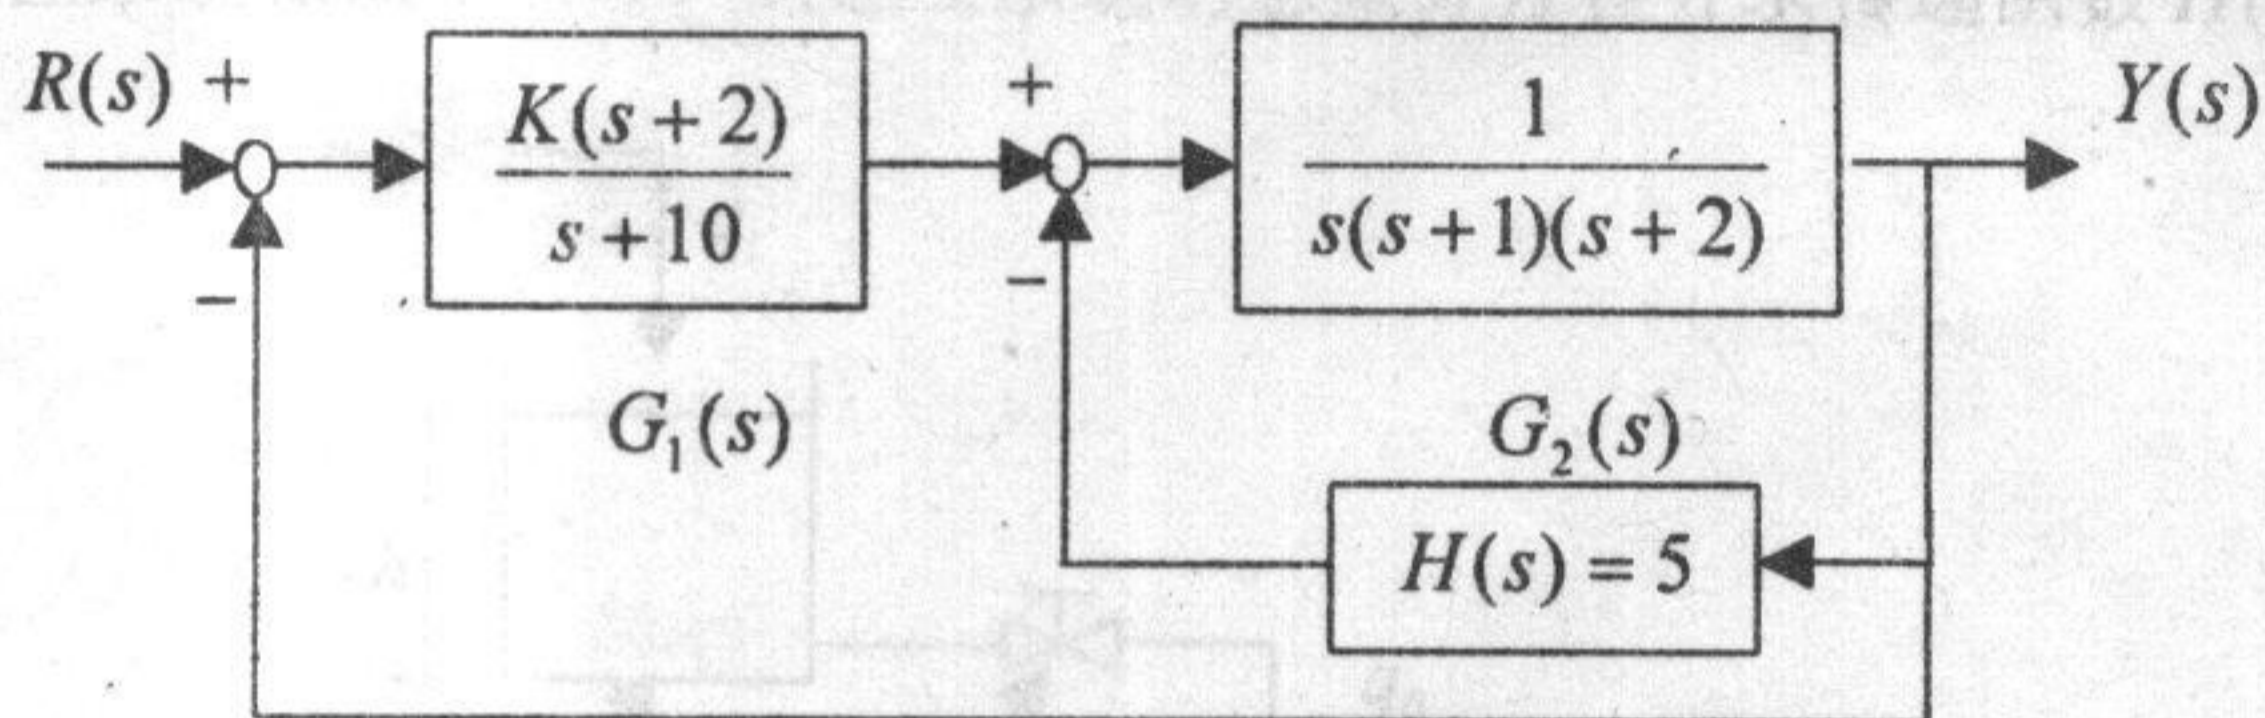 R(s) +
K(s + 2)
s + 10
−
G₁(s)
+
−
1
s(s + 1)(s + 2)
G₂(s)
Y(s)
H(s) = 5